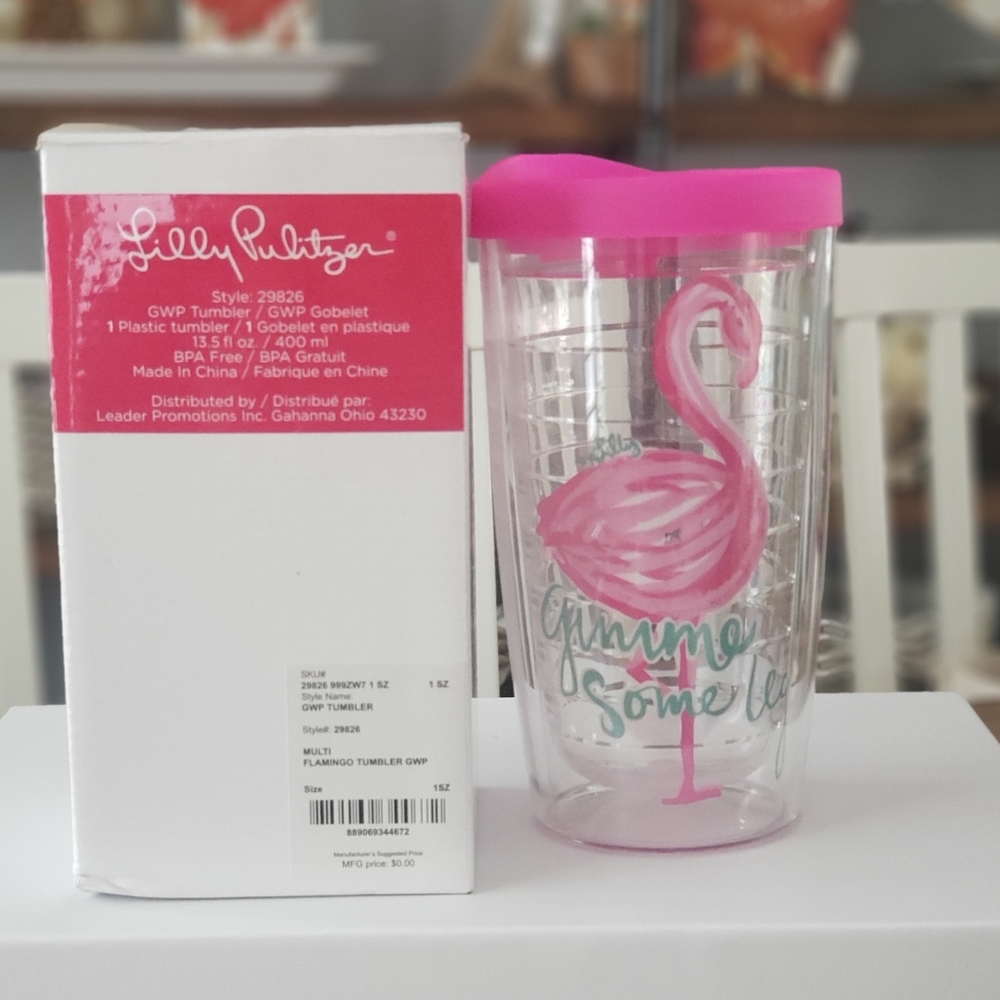 Lilly Pulitzer®
Style: 29826
GWP Tumbler / GWP Gobelet
1 Plastic tumbler / 1 Gobelet en plastique
13.5 fl oz. / 400 ml
BPA Free / BPA Gratuit
Made In China / Fabrique en Chine
Distributed by / Distribué par:
Leader Promotions Inc. Gahanna Ohio 43230
SKU#
29826 999ZW7 1 SZ 1 SZ
Style Name:
GWP TUMBLER
Style#: 29826
MULTI
FLAMINGO TUMBLER GWP
Size 1SZ
889069344672
Manufacturer's Suggested Price
MFG price: $0.00
Lilly
Gimme
Some leg